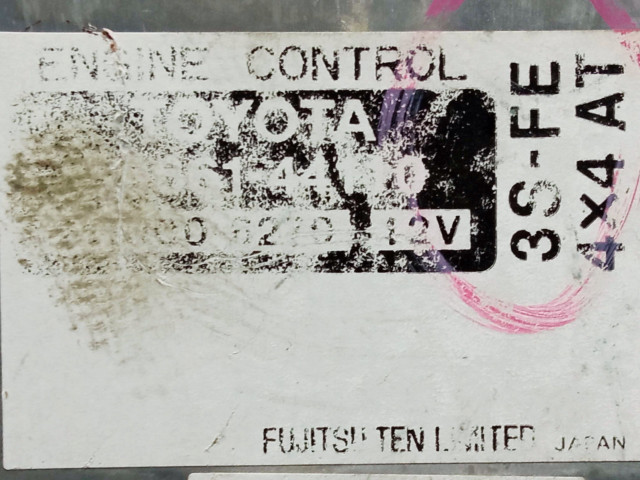 ENGINE CONTROL
TOYOTA
12V
3S-FE
4X4 AT
FUJITSU TEN LIMITED JAPAN